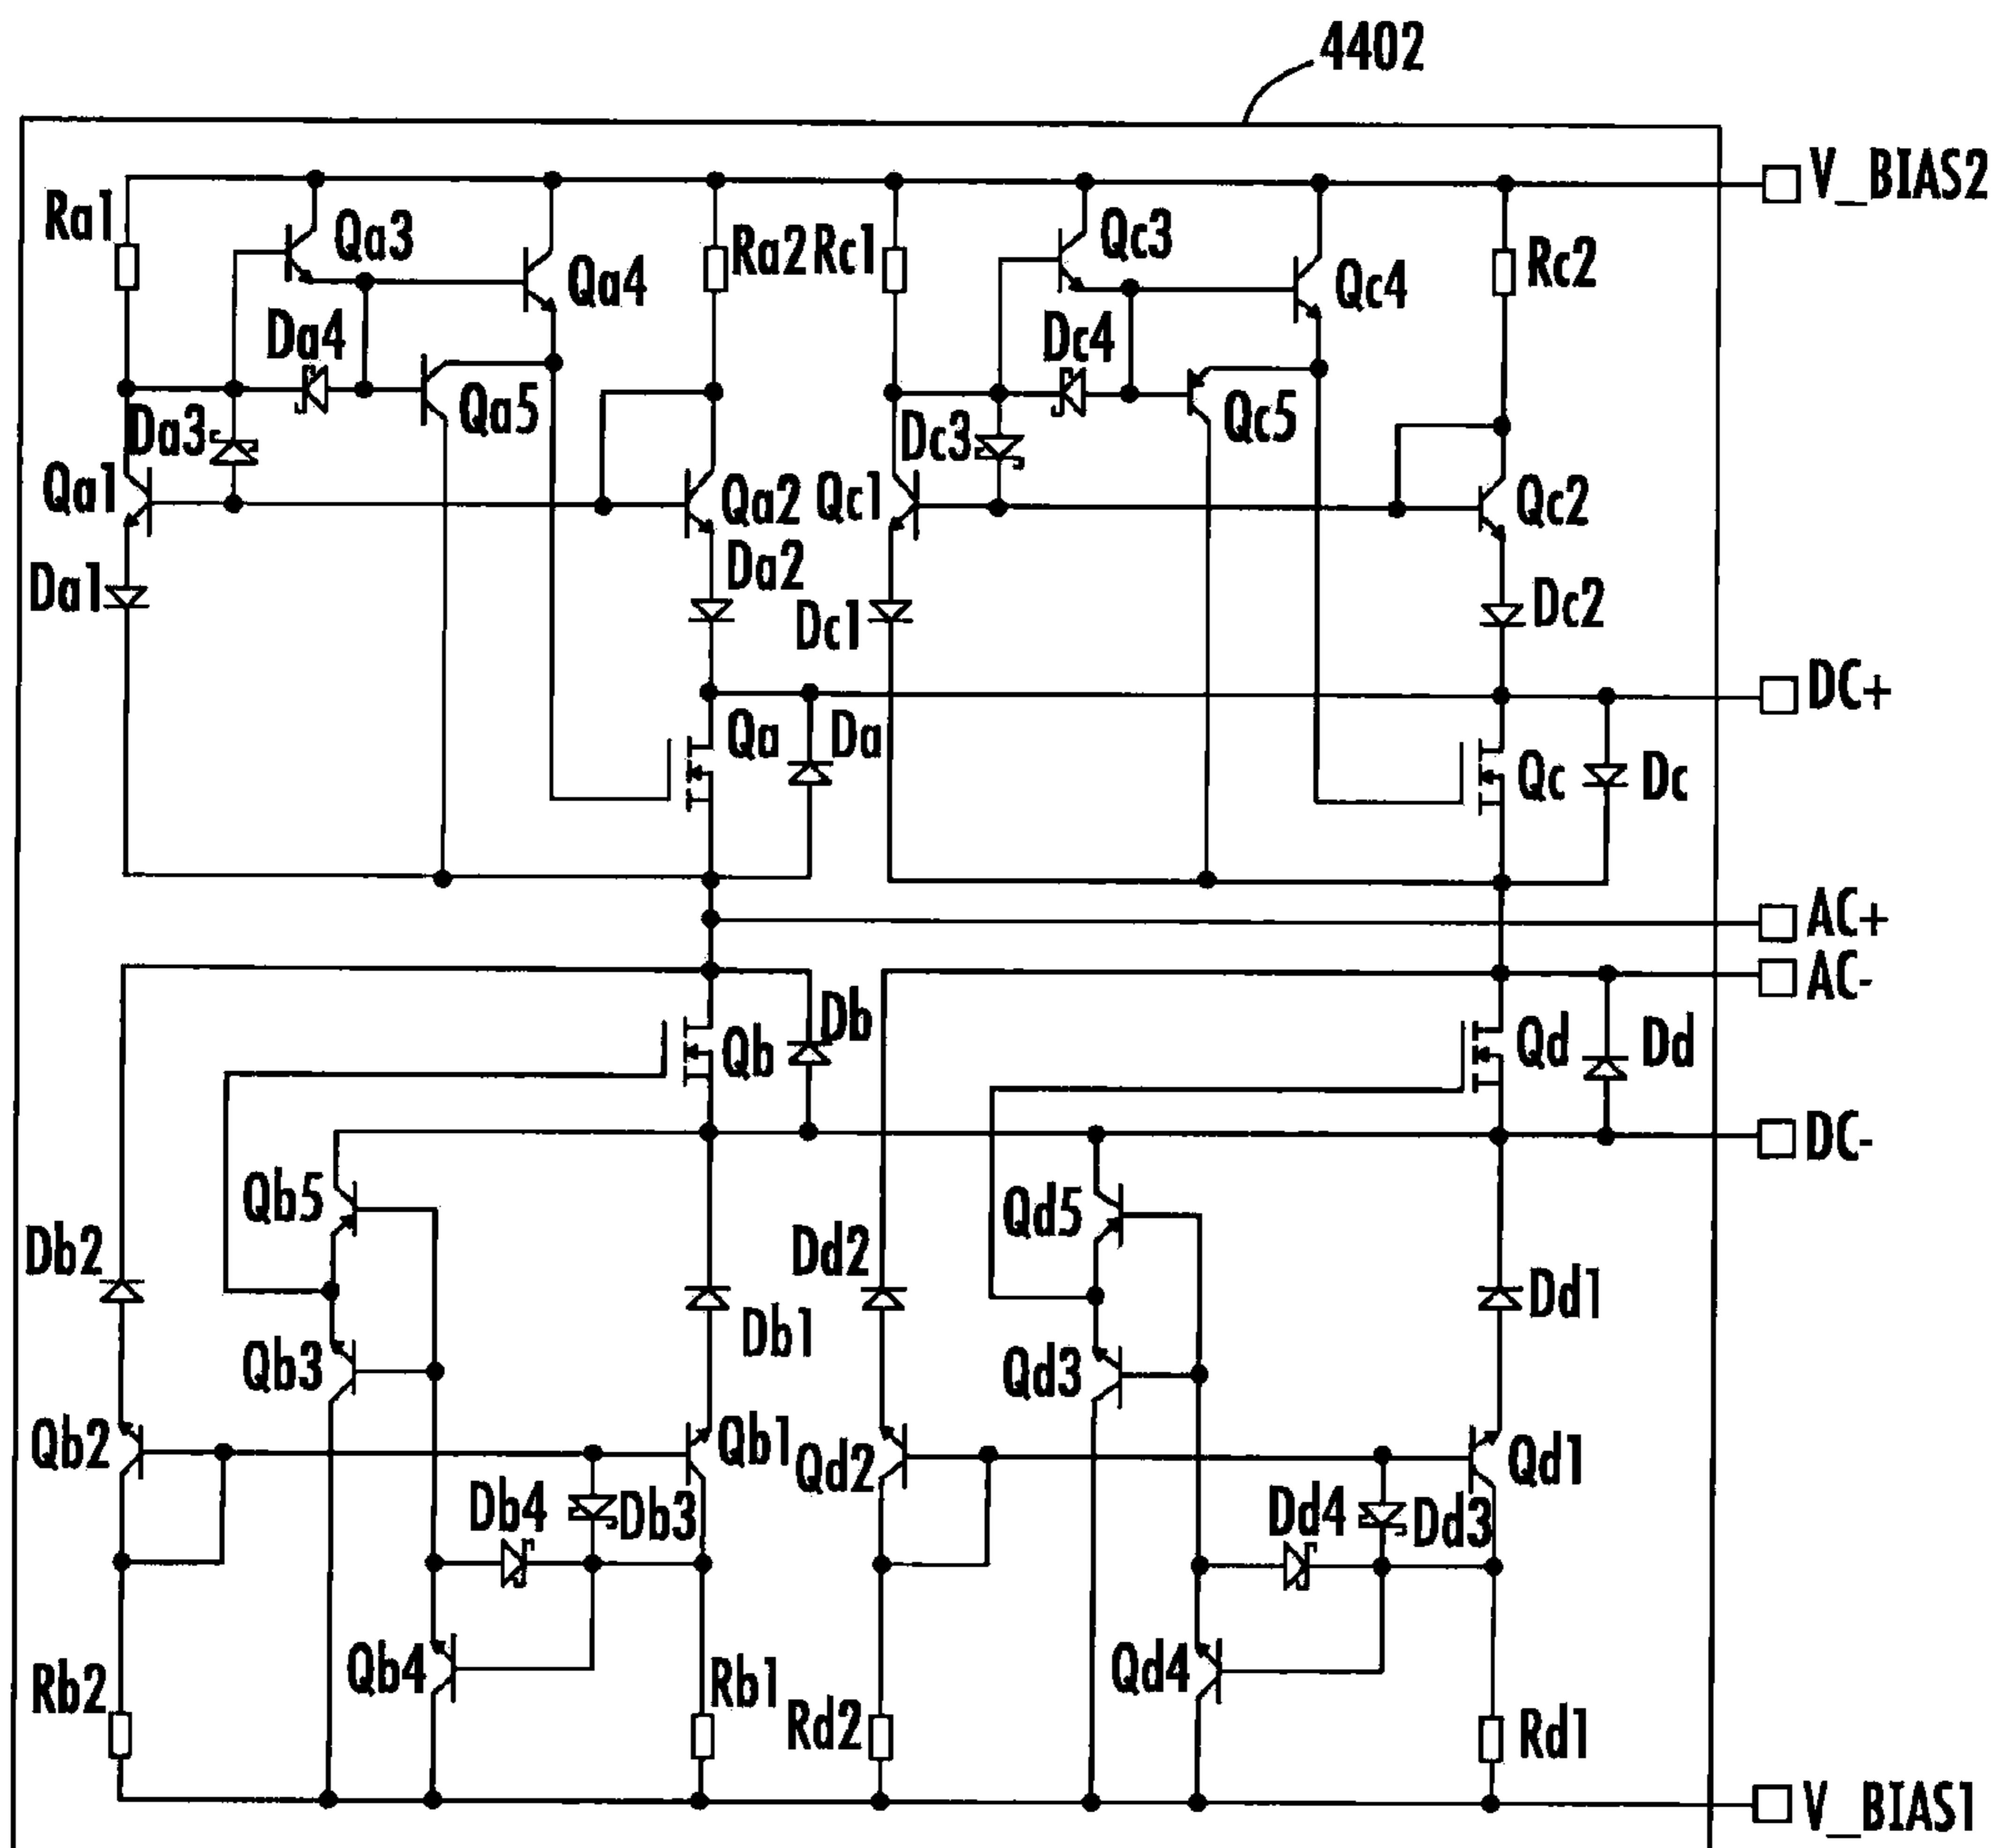 4402
V_BIAS2
Ra1
Qa3
Qa4
Ra2
Rc1
Qc3
Qc4
Rc2
Da4
Dc4
Da3
Qa5
Dc3
Qc5
Qa1
Qa2
Qc1
Qc2
Da1
Da2
Dc1
Dc2
DC+
Qa
Da
Qc
Dc
AC+
AC-
Qb
Db
Qd
Dd
DC-
Qb5
Qd5
Db2
Dd2
Db1
Dd1
Qb3
Qd3
Qb2
Qb1
Qd2
Qd1
Db4
Db3
Dd4
Dd3
Qb4
Qd4
Rb2
Rb1
Rd2
Rd1
V_BIAS1